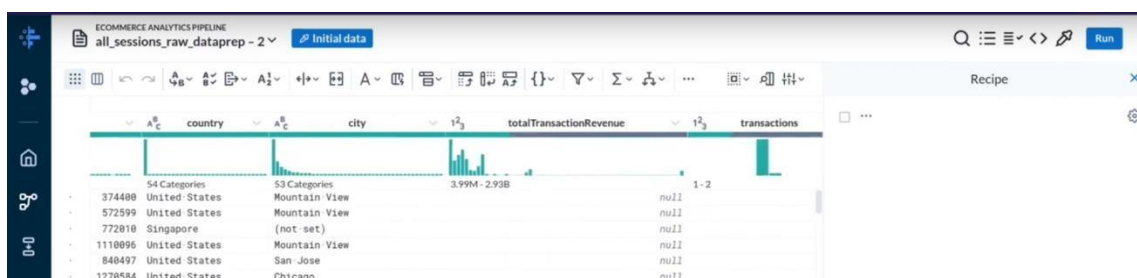 ECOMMERCE ANALYTICS PIPELINE
all_sessions_raw_dataprep – 2
Initial data
Run
Recipe
country city totalTransactionRevenue transactions
54 Categories 53 Categories 3.99M - 2.93B 1 - 2
374400 United States Mountain View null
572599 United States Mountain View null
772010 Singapore (not set) null
1110096 United States Mountain View null
840497 United States San Jose null
1270584 United States Chicago null